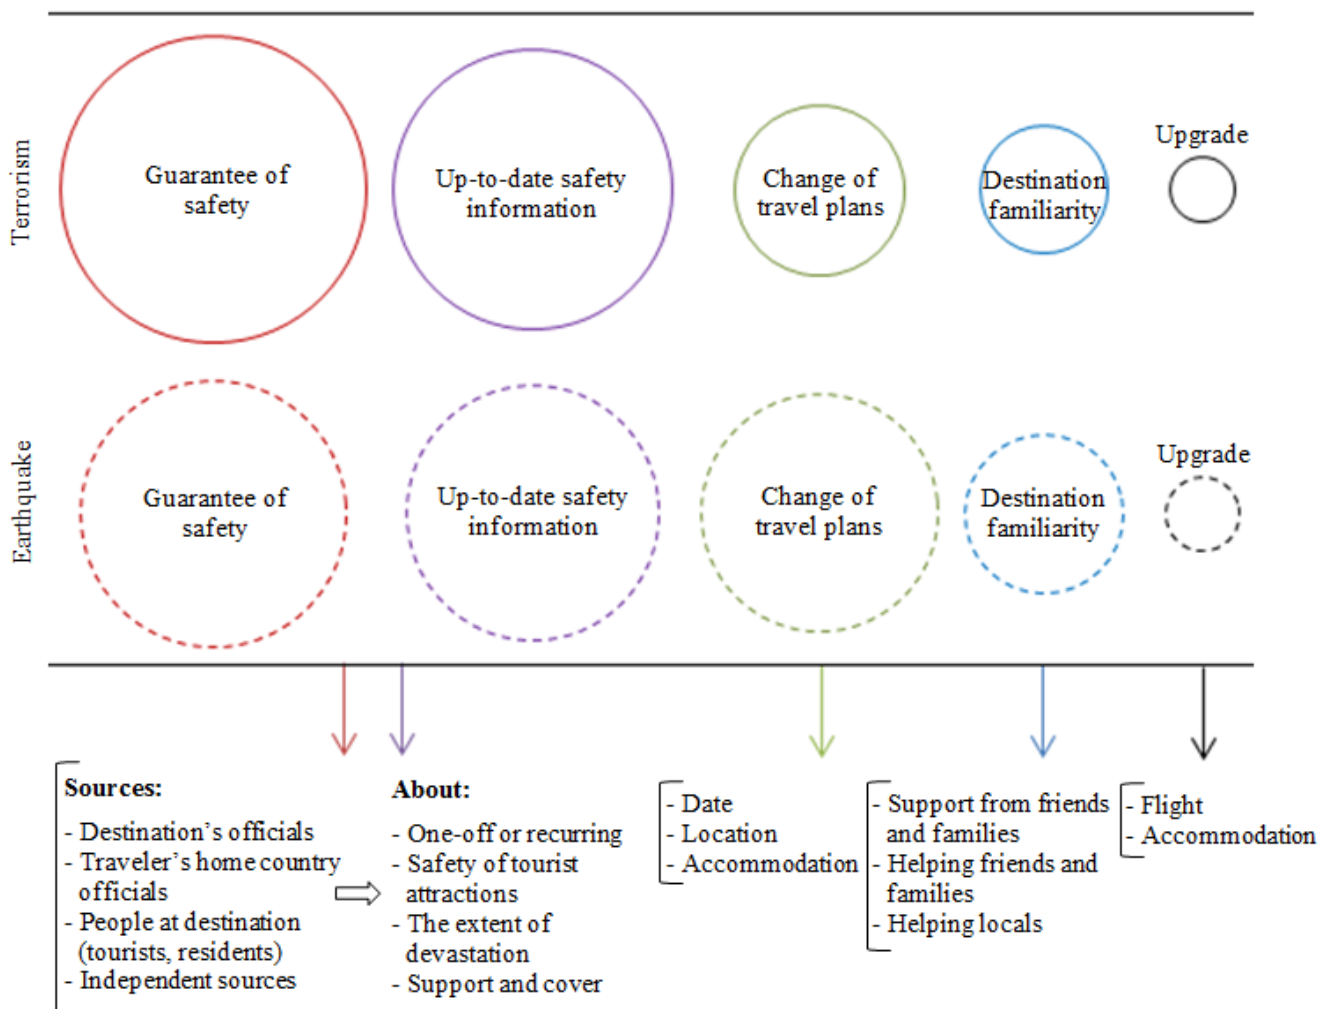 Terrorism
Guarantee of
safety
Up-to-date safety
information
Change of
travel plans
Destination
familiarity
Upgrade
Earthquake
Guarantee of
safety
Up-to-date safety
information
Change of
travel plans
Destination
familiarity
Upgrade
Sources:
- Destination’s officials
- Traveler’s home country
officials
- People at destination
(tourists, residents)
- Independent sources
About:
- One-off or recurring
- Safety of tourist
attractions
- The extent of
devastation
- Support and cover
- Date
- Location
- Accommodation
- Support from friends
and families
- Helping friends and
families
- Helping locals
- Flight
- Accommodation